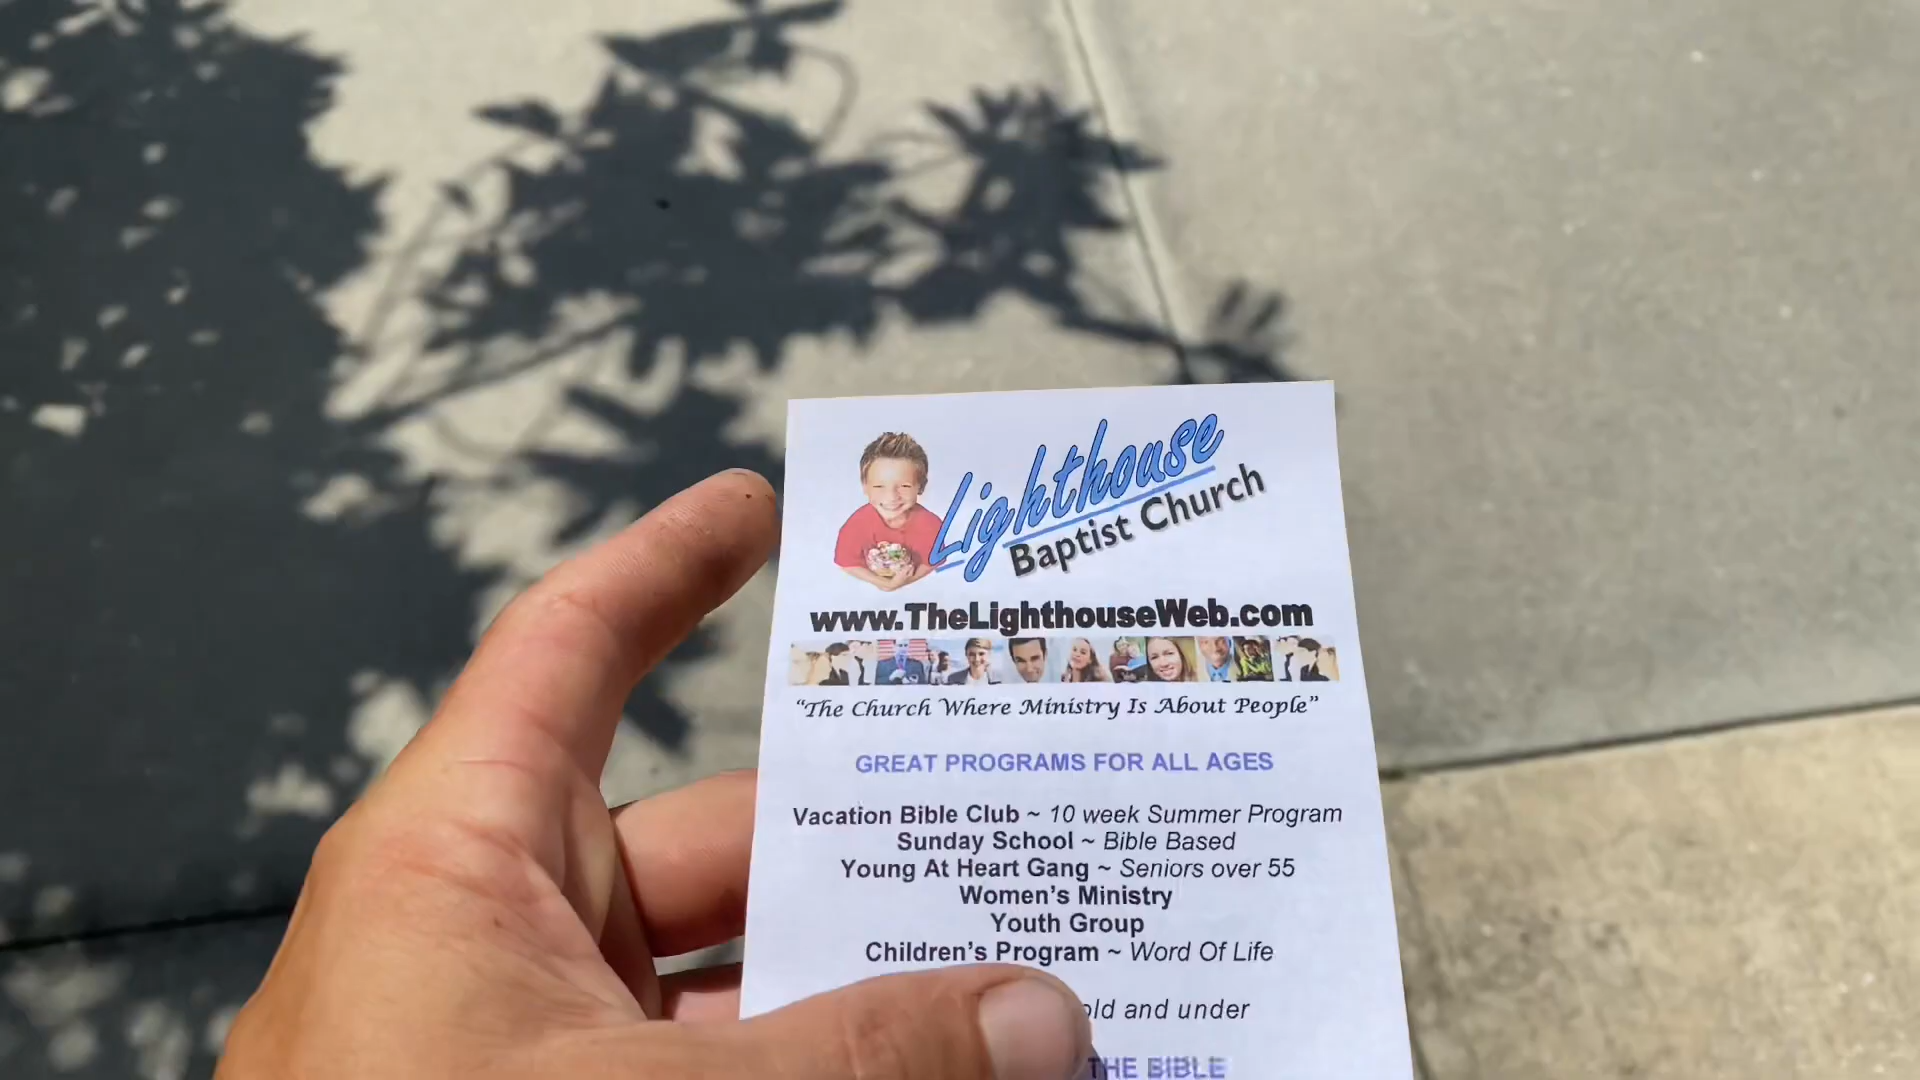 Lighthouse
Baptist Church
www.TheLighthouseWeb.com
“The Church Where Ministry Is About People”
GREAT PROGRAMS FOR ALL AGES
Vacation Bible Club ~ 10 week Summer Program
Sunday School ~ Bible Based
Young At Heart Gang ~ Seniors over 55
Women’s Ministry
Youth Group
Children’s Program ~ Word Of Life
old and under
THE BIBLE